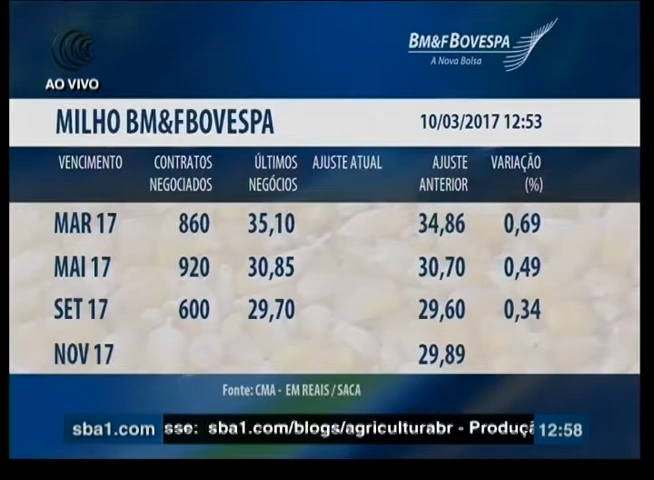 BM&FBOVESPA
A Nova Bolsa
AO VIVO
MILHO BM&FBOVESPA 10/03/2017 12:53
VENCIMENTO CONTRATOS NEGOCIADOS ÚLTIMOS NEGÓCIOS AJUSTE ATUAL AJUSTE ANTERIOR VARIAÇÃO (%)
MAR 17 860 35,10 34,86 0,69
MAI 17 920 30,85 30,70 0,49
SET 17 600 29,70 29,60 0,34
NOV 17 29,89
Fonte: CMA - EM REAIS / SACA
sba1.com sse: sba1.com/blogs/agriculturabr - Produçã 12:58